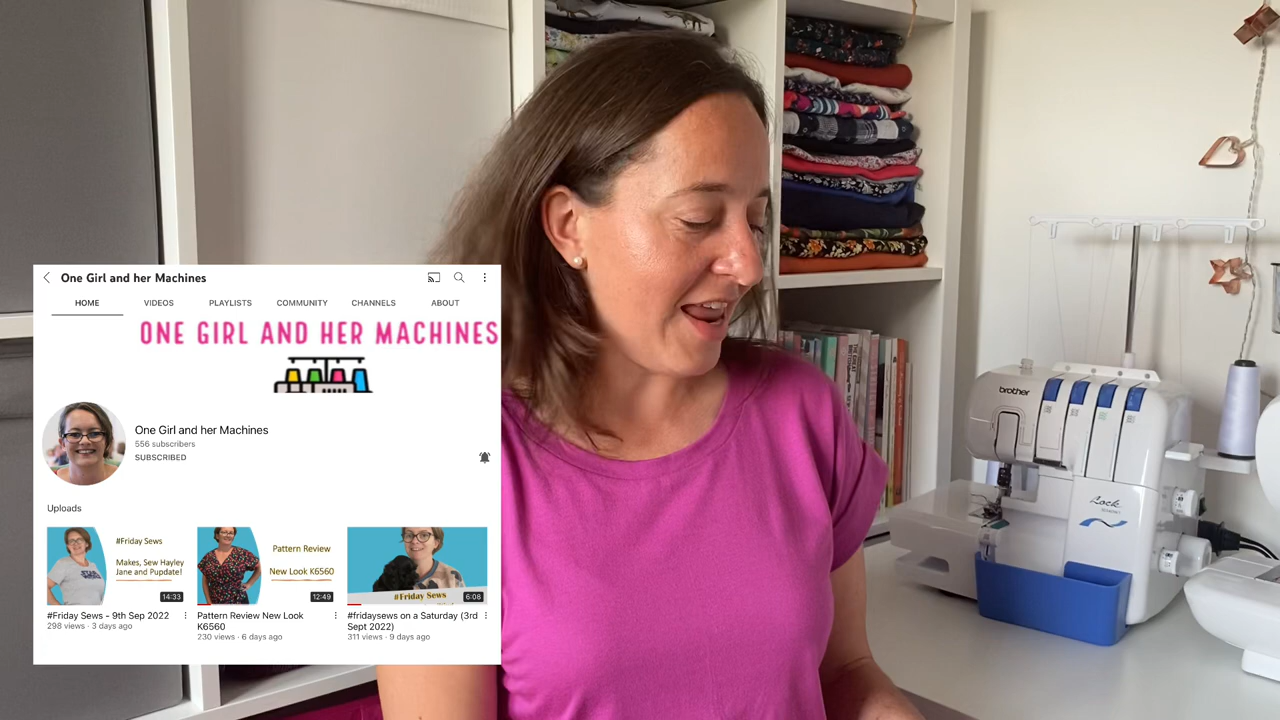 One Girl and her Machines
HOME VIDEOS PLAYLISTS COMMUNITY CHANNELS ABOUT
ONE GIRL AND HER MACHINES
One Girl and her Machines
556 subscribers
SUBSCRIBED
Uploads
#Friday Sews
Makes, Sew Hayley
Jane and Pupdate!
14:33
Pattern Review
New Look K6560
12:49
#Friday Sews
6:08
#Friday Sews - 9th Sep 2022
298 views · 3 days ago
Pattern Review New Look
K6560
230 views · 6 days ago
#fridaysews on a Saturday (3rd
Sept 2022)
311 views · 9 days ago
brother
Lock